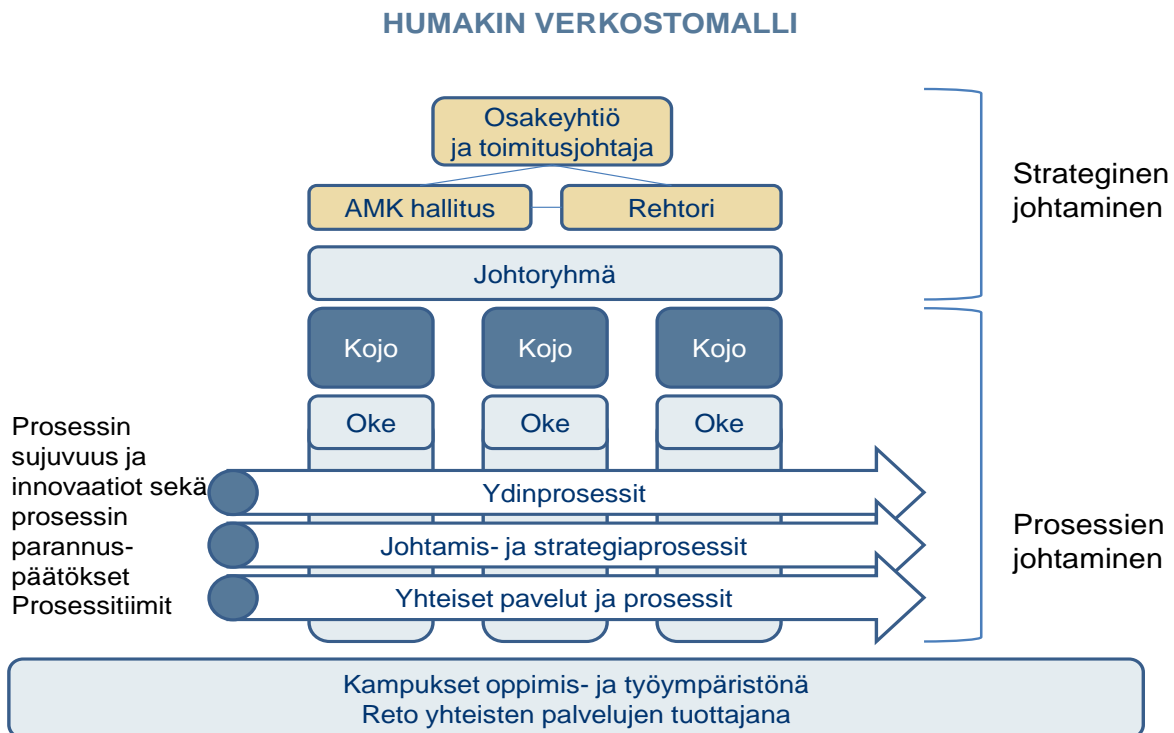 HUMAKIN VERKOSTOMALLI
Osakeyhtiö
ja toimitusjohtaja
AMK hallitus
Rehtori
Johtoryhmä
Strateginen
johtaminen
Kojo
Kojo
Kojo
Oke
Oke
Oke
Prosessin
sujuvuus ja
innovaatiot sekä
prosessin
parannus-
päätökset
Prosessitiimit
Ydinprosessit
Johtamis- ja strategiaprosessit
Yhteiset pavelut ja prosessit
Prosessien
johtaminen
Kampukset oppimis- ja työympäristönä
Reto yhteisten palvelujen tuottajana